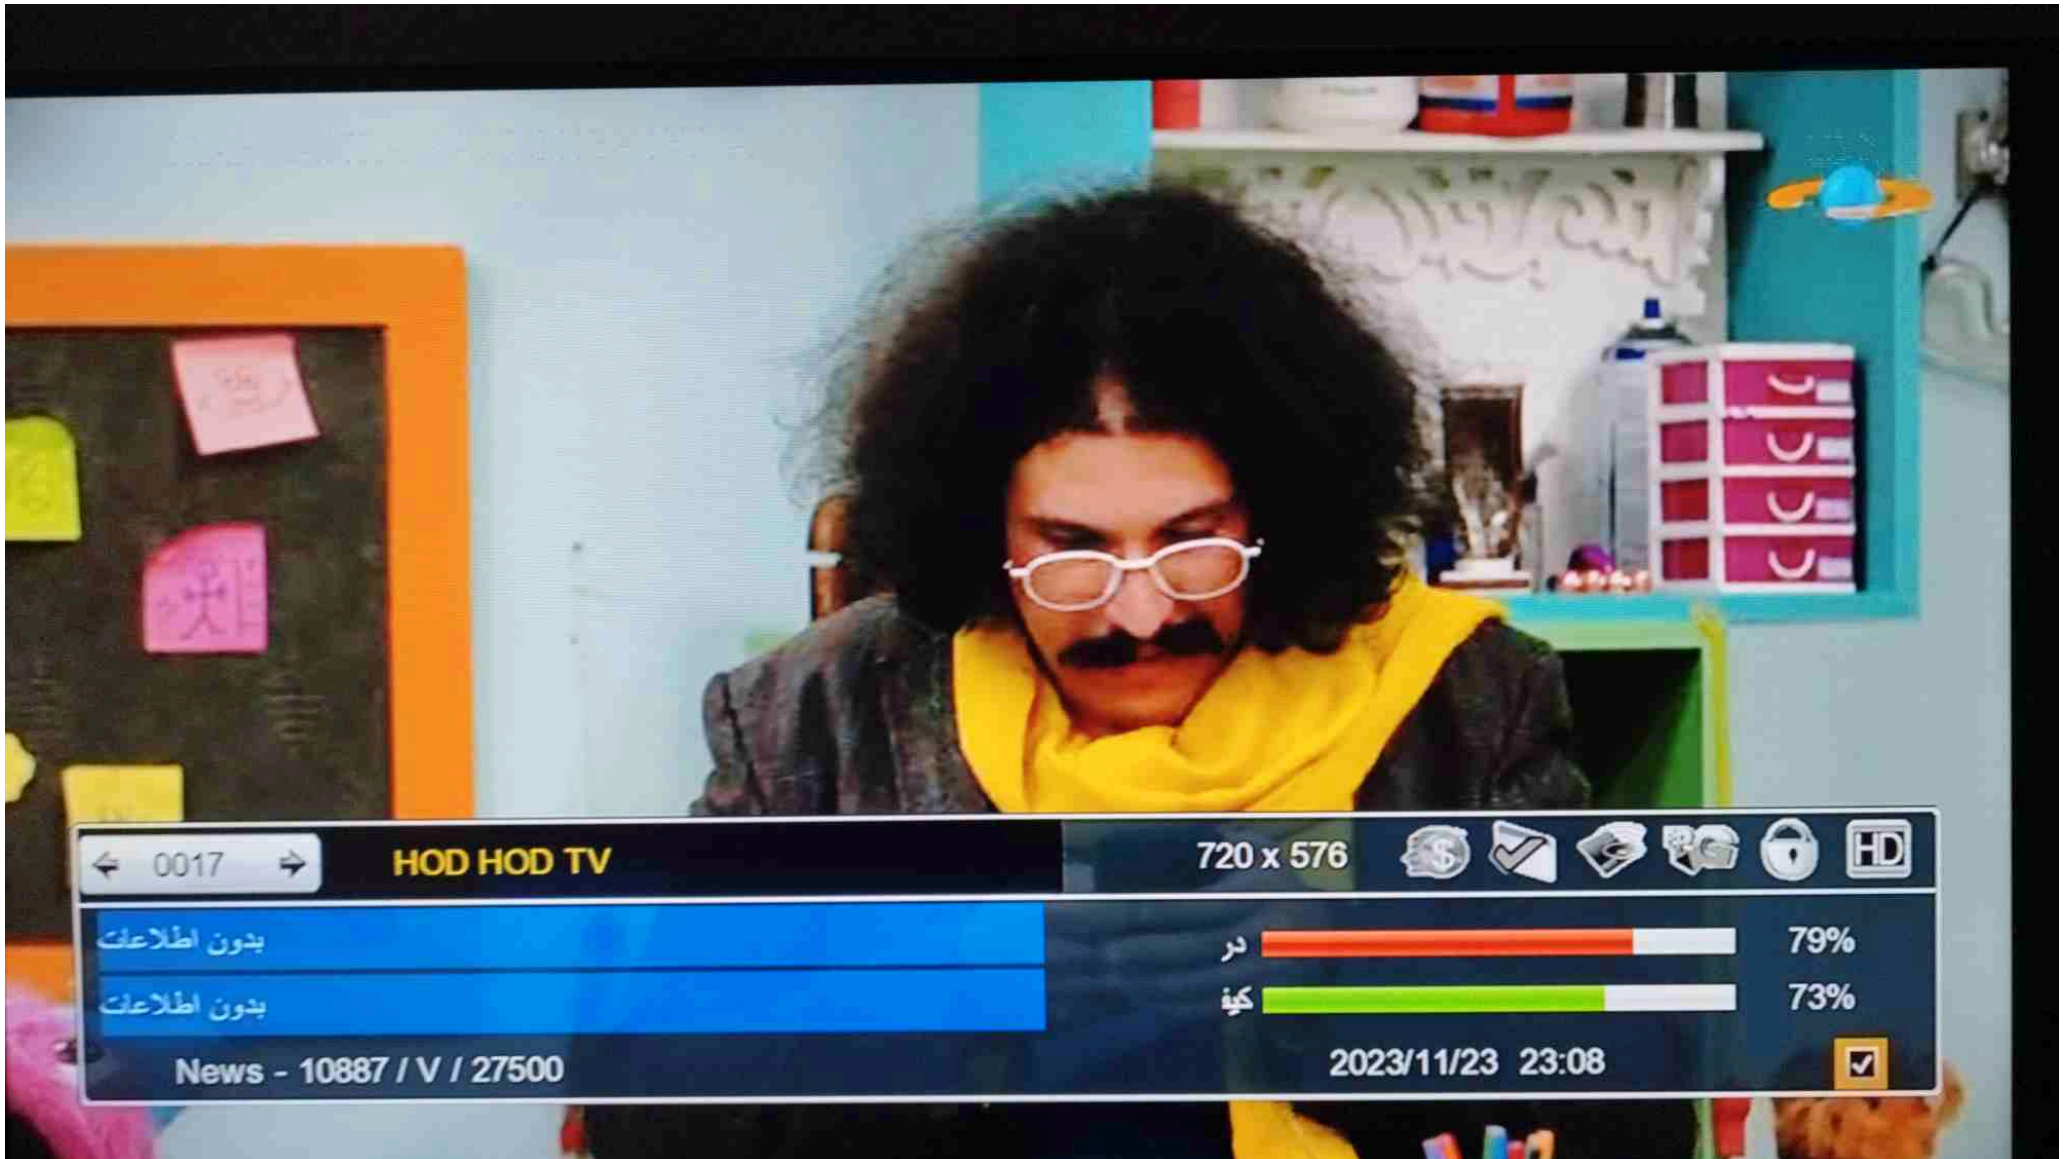 0017 HOD HOD TV 720 x 576 HD
بدون اطلاعات
در 79%
بدون اطلاعات
کیف 73%
News - 10887 / V / 27500 2023/11/23 23:08